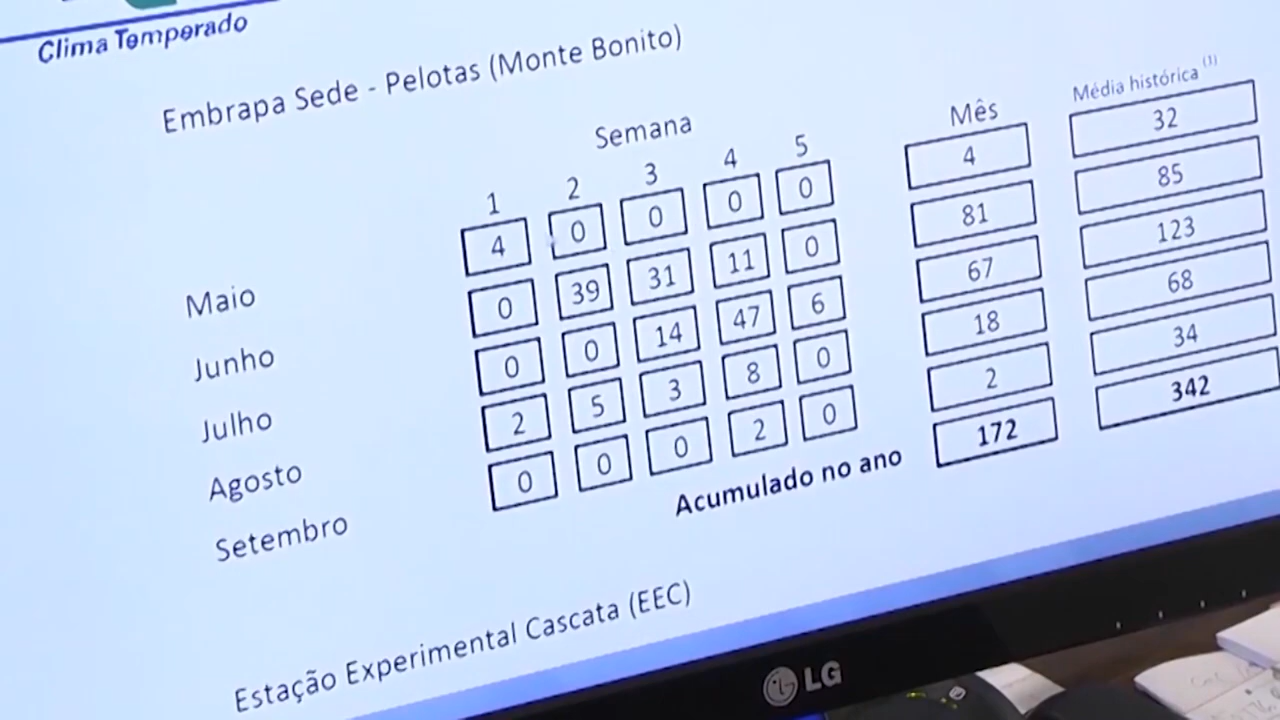 Clima Temperado
Embrapa Sede - Pelotas (Monte Bonito)
Semana Mês Média histórica (1)
1 2 3 4 5
Maio 4 0 0 0 0 4 32
Junho 0 39 31 11 0 81 85
Julho 0 0 14 47 6 67 123
Agosto 2 5 3 8 0 18 68
Setembro 0 0 0 2 0 2 34
Acumulado no ano 172 342
Estação Experimental Cascata (EEC)
LG